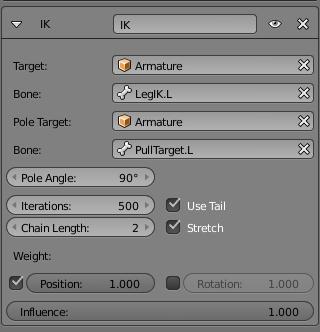 IK IK
Target: Armature
Bone: LegIK.L
Pole Target: Armature
Bone: PullTarget.L
Pole Angle: 90°
Iterations: 500 Use Tail
Chain Length: 2 Stretch
Weight:
Position: 1.000 Rotation: 1.000
Influence: 1.000